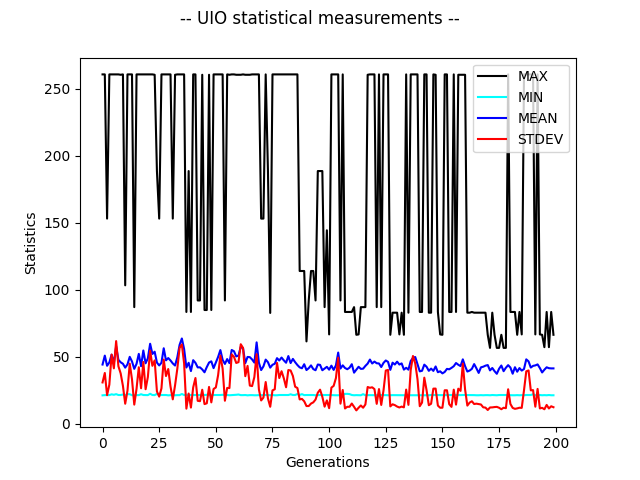 -- UIO statistical measurements --
MAX
MIN
MEAN
STDEV
Statistics
250
200
150
100
50
0
0 25 50 75 100 125 150 175 200
Generations